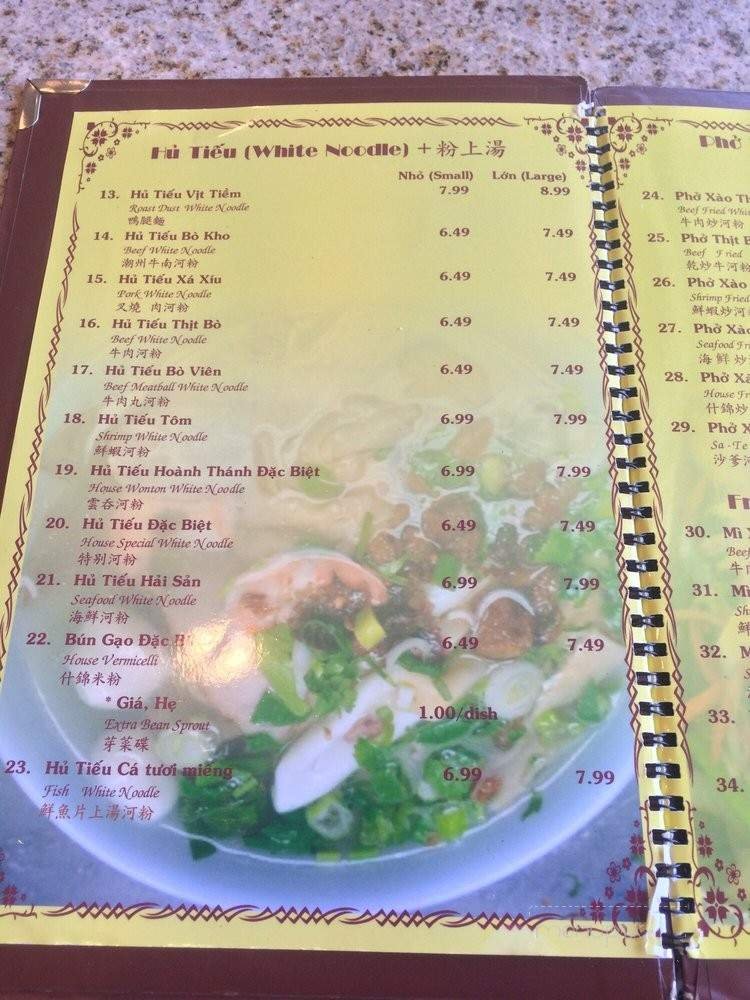 Hủ Tiếu (White Noodle) + 粉上湯
Nhỏ (Small) Lớn (Large)
13. Hủ Tiếu Vịt Tiềm 7.99 8.99
Roast Dust White Noodle
鴨腿麵
14. Hủ Tiếu Bò Kho 6.49 7.49
Beef White Noodle
潮州牛南河粉
15. Hủ Tiếu Xá Xíu 6.49 7.49
Pork White Noodle
叉燒 肉河粉
16. Hủ Tiếu Thịt Bò 6.49 7.49
Beef White Noodle
牛肉河粉
17. Hủ Tiếu Bò Viên 6.49 7.49
Beef Meatball White Noodle
牛肉丸河粉
18. Hủ Tiếu Tôm 6.99 7.99
Shrimp White Noodle
鮮蝦河粉
19. Hủ Tiếu Hoành Thánh Đặc Biệt 6.99 7.99
House Wonton White Noodle
雲吞河粉
20. Hủ Tiếu Đặc Biệt 6.49 7.49
House Special White Noodle
特別河粉
21. Hủ Tiếu Hải Sản 6.99 7.99
Seafood White Noodle
海鮮河粉
22. Bún Gạo Đặc 6.49 7.49
House Vermicelli
什錦米粉
* Giá, Hẹ
Extra Bean Sprout 1.00/dish
芽菜碟
23. Hủ Tiếu Cá tươi miếng 6.99 7.99
Fish White Noodle
鮮魚片上湯河粉
Phở
24. Phở Xào
Beef Fried
牛肉炒河
25. Phở Thịt
Beef Fried
乾炒牛河
26. Phở Xào
Shrimp Fried
鮮蝦炒河
27. Phở Xào
Seafood
海鮮炒
28. Phở
House
什錦炒
29. Phở
Sa-Te
沙爹河
30. Mì
牛
31.
鮮
32.
33.
34.